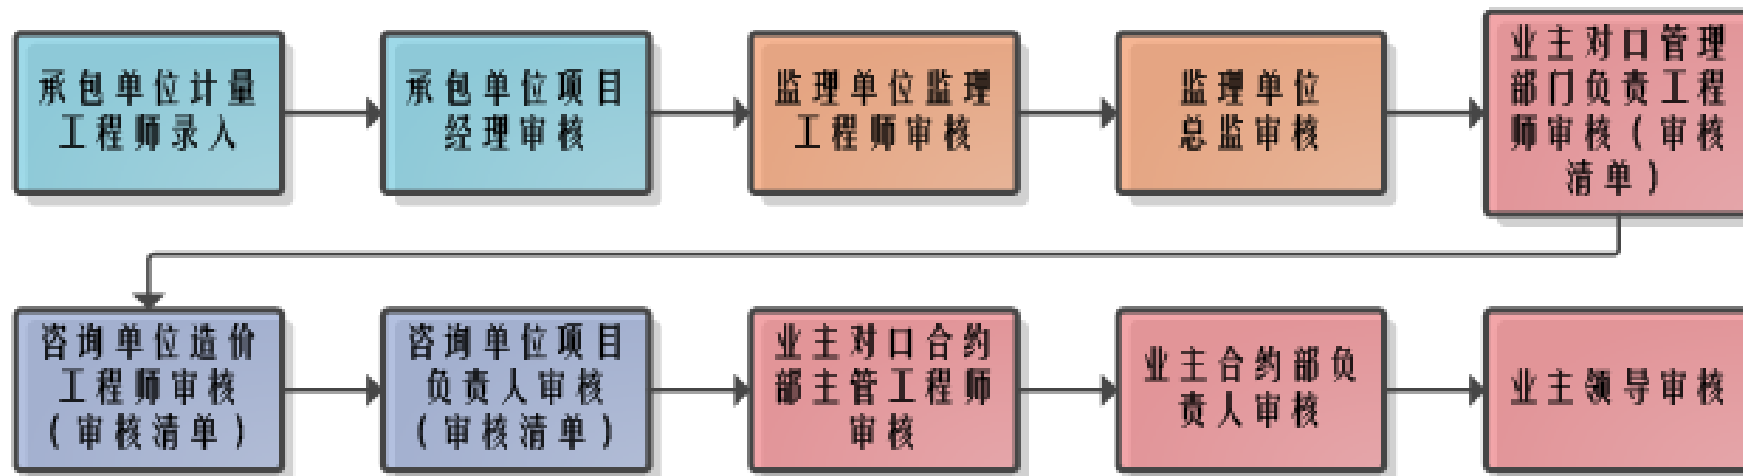 承包单位计量
工程师录入
承包单位项目
经理审核
监理单位监理
工程师审核
监理单位
总监审核
业主对口管理
部门负责工程
师审核（审核
清单）
咨询单位造价
工程师审核
（审核清单）
咨询单位项目
负责人审核
（审核清单）
业主对口合约
部主管工程师
审核
业主合约部负
责人审核
业主领导审核